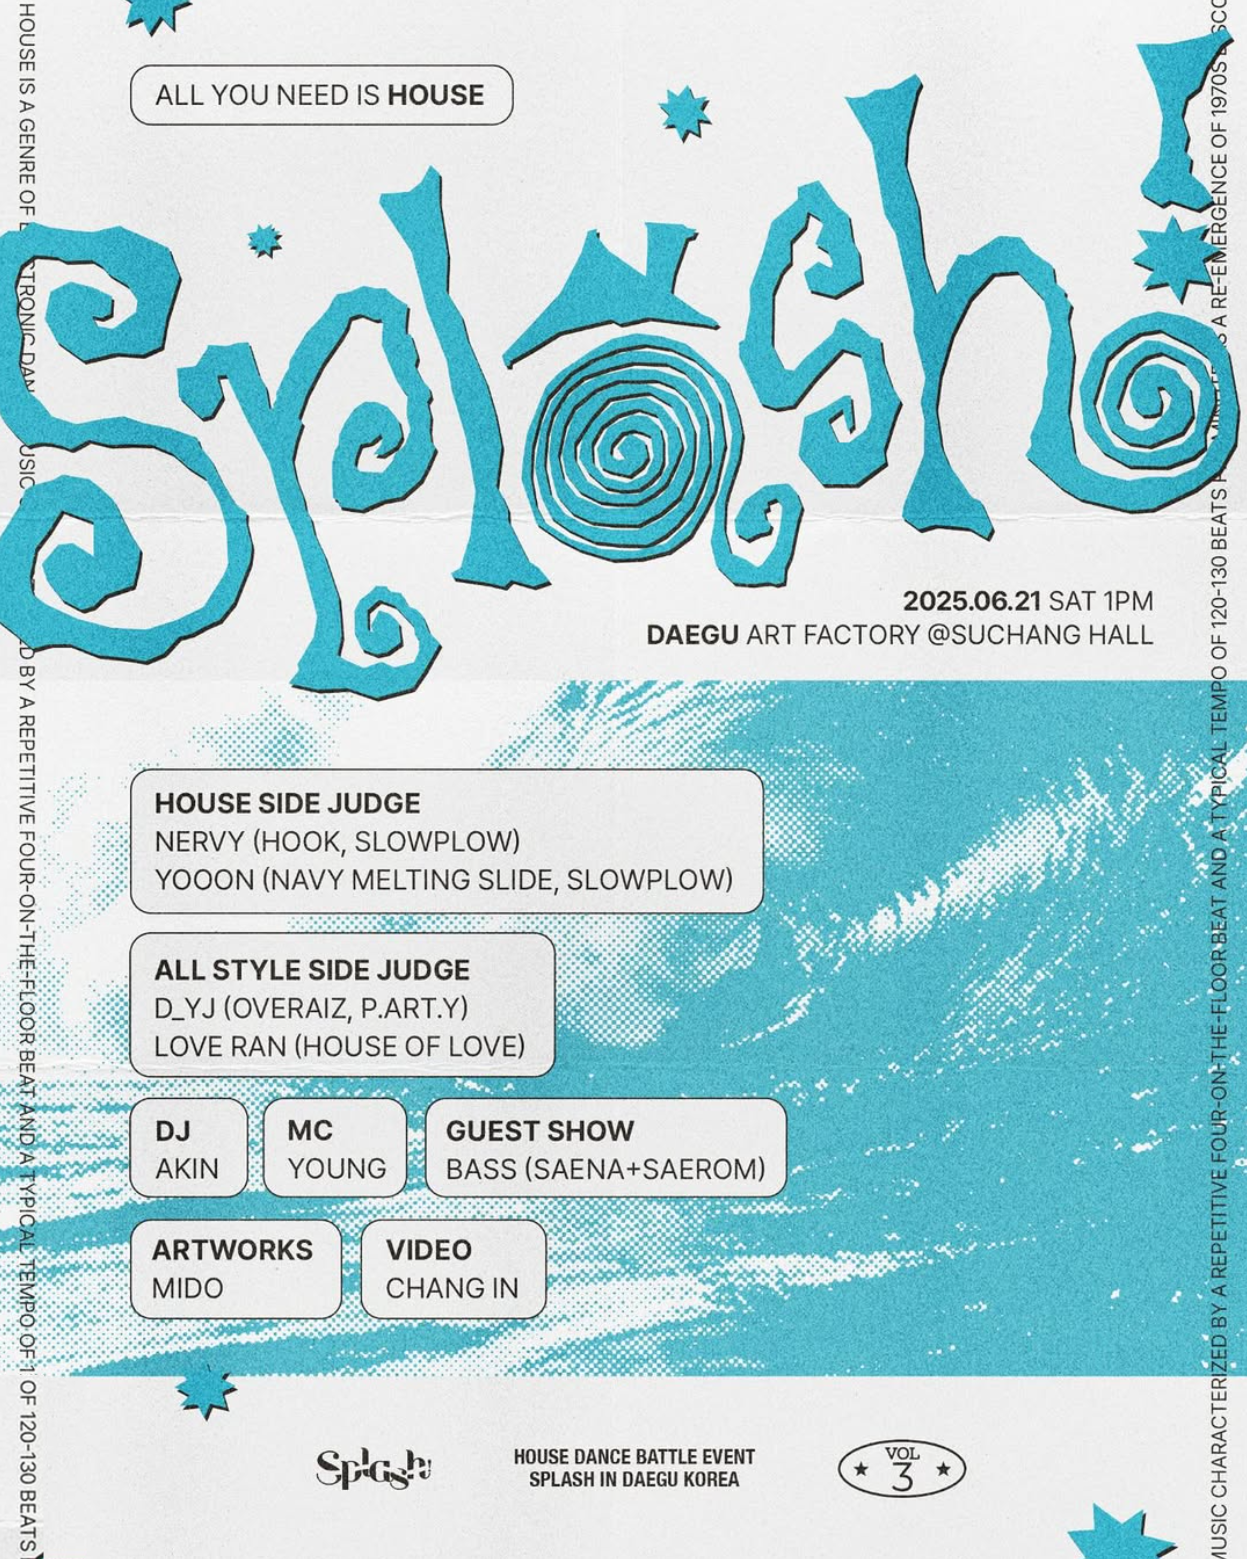 ALL YOU NEED IS HOUSE
Splash!
2025.06.21 SAT 1PM
DAEGU ART FACTORY @SUCHANG HALL
HOUSE SIDE JUDGE
NERVY (HOOK, SLOWPLOW)
YOOON (NAVY MELTING SLIDE, SLOWPLOW)
ALL STYLE SIDE JUDGE
D_YJ (OVERAIZ, P.ART.Y)
LOVE RAN (HOUSE OF LOVE)
DJ
AKIN
MC
YOUNG
GUEST SHOW
BASS (SAENA+SAEROM)
ARTWORKS
MIDO
VIDEO
CHANG IN
Splash!
HOUSE DANCE BATTLE EVENT
SPLASH IN DAEGU KOREA
VOL
3
HOUSE IS A GENRE OF BY A REPETITIVE FOUR-ON-THE-FLOOR BEAT AND A TYPICAL TEMPO OF 1 OF 120-130 BEATS
MUSIC CHARACTERIZED BY A REPETITIVE FOUR-ON-THE-FLOOR BEAT AND A TYPICAL TEMPO OF 120-130 BEATS A RE-EMERGENCE OF 1970S